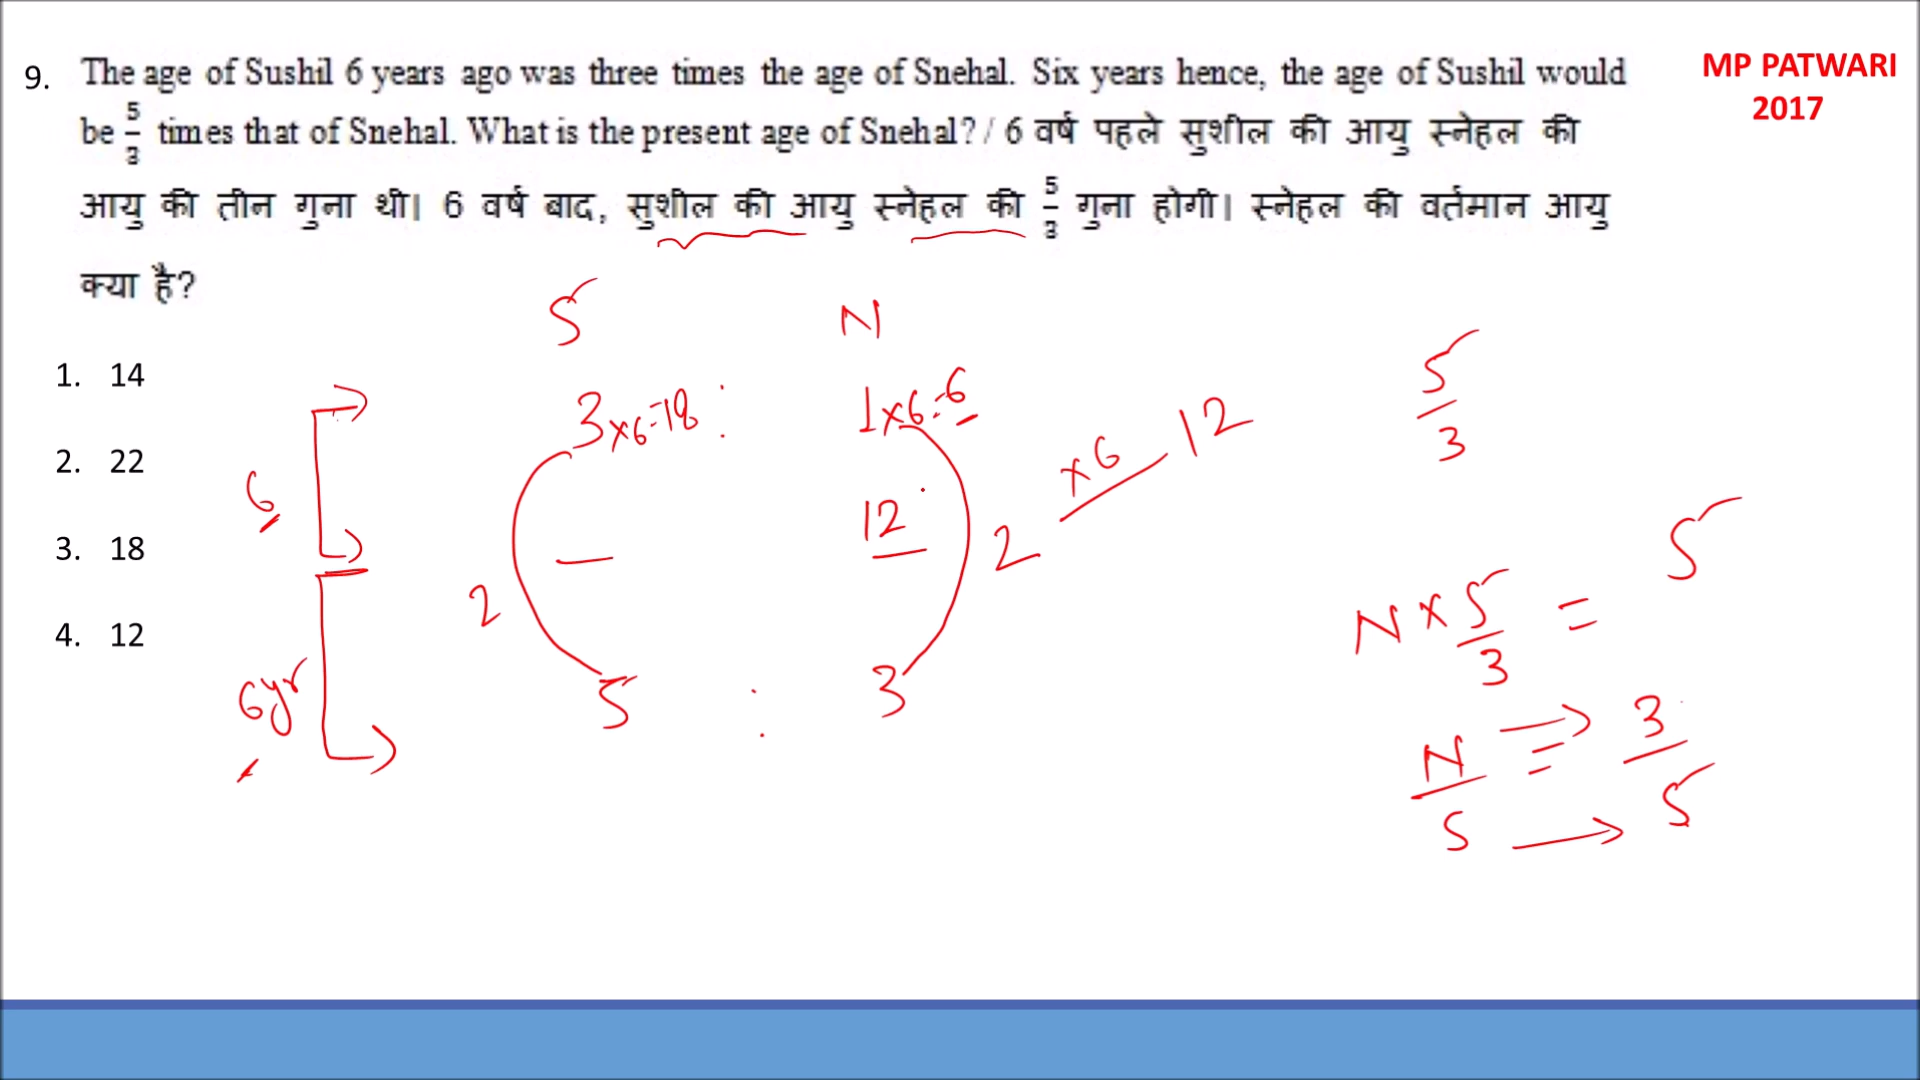 9. The age of Sushil 6 years ago was three times the age of Snehal. Six years hence, the age of Sushil would
be 5/3 times that of Snehal. What is the present age of Snehal? / 6 वर्ष पहले सुशील की आयु स्नेहल की
आयु की तीन गुना थी। 6 वर्ष बाद, सुशील की आयु स्नेहल की 5/3 गुना होगी। स्नेहल की वर्तमान आयु
क्या है?
MP PATWARI
2017
1. 14
2. 22
3. 18
4. 12
S N
3x6=18 : 1x6=6
6
12
2 2 x6 12
6yr
5 : 3
5/3
N x 5/3 = S
N/S = 3/5